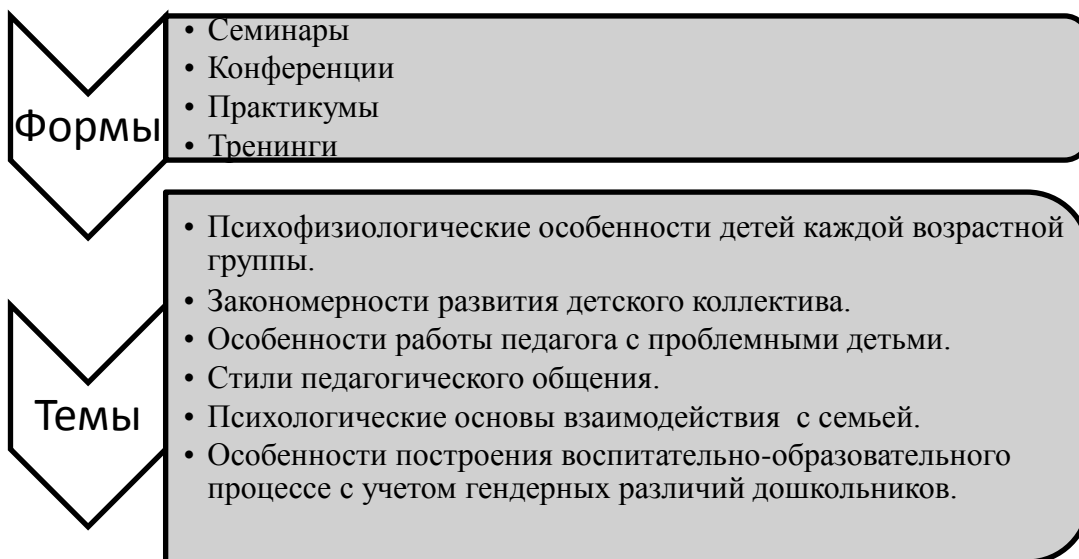 Формы
• Семинары
• Конференции
• Практикумы
• Тренинги
Темы
• Психофизиологические особенности детей каждой возрастной
группы.
• Закономерности развития детского коллектива.
• Особенности работы педагога с проблемными детьми.
• Стили педагогического общения.
• Психологические основы взаимодействия с семьей.
• Особенности построения воспитательно-образовательного
процессе с учетом гендерных различий дошкольников.